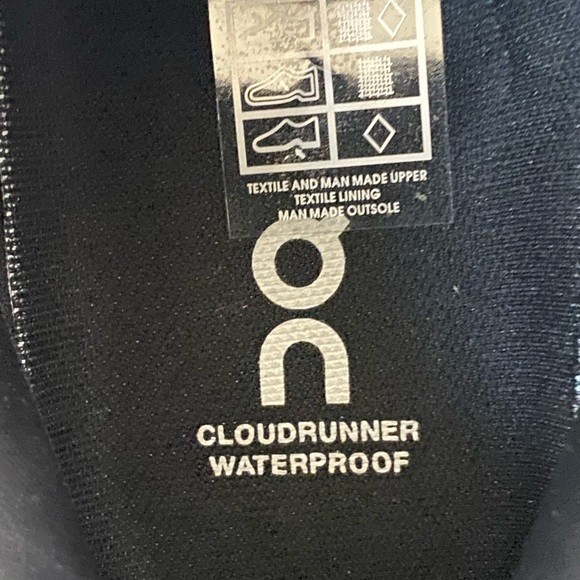 TEXTILE AND MAN MADE UPPER
TEXTILE LINING
MAN MADE OUTSOLE
On
CLOUDRUNNER
WATERPROOF